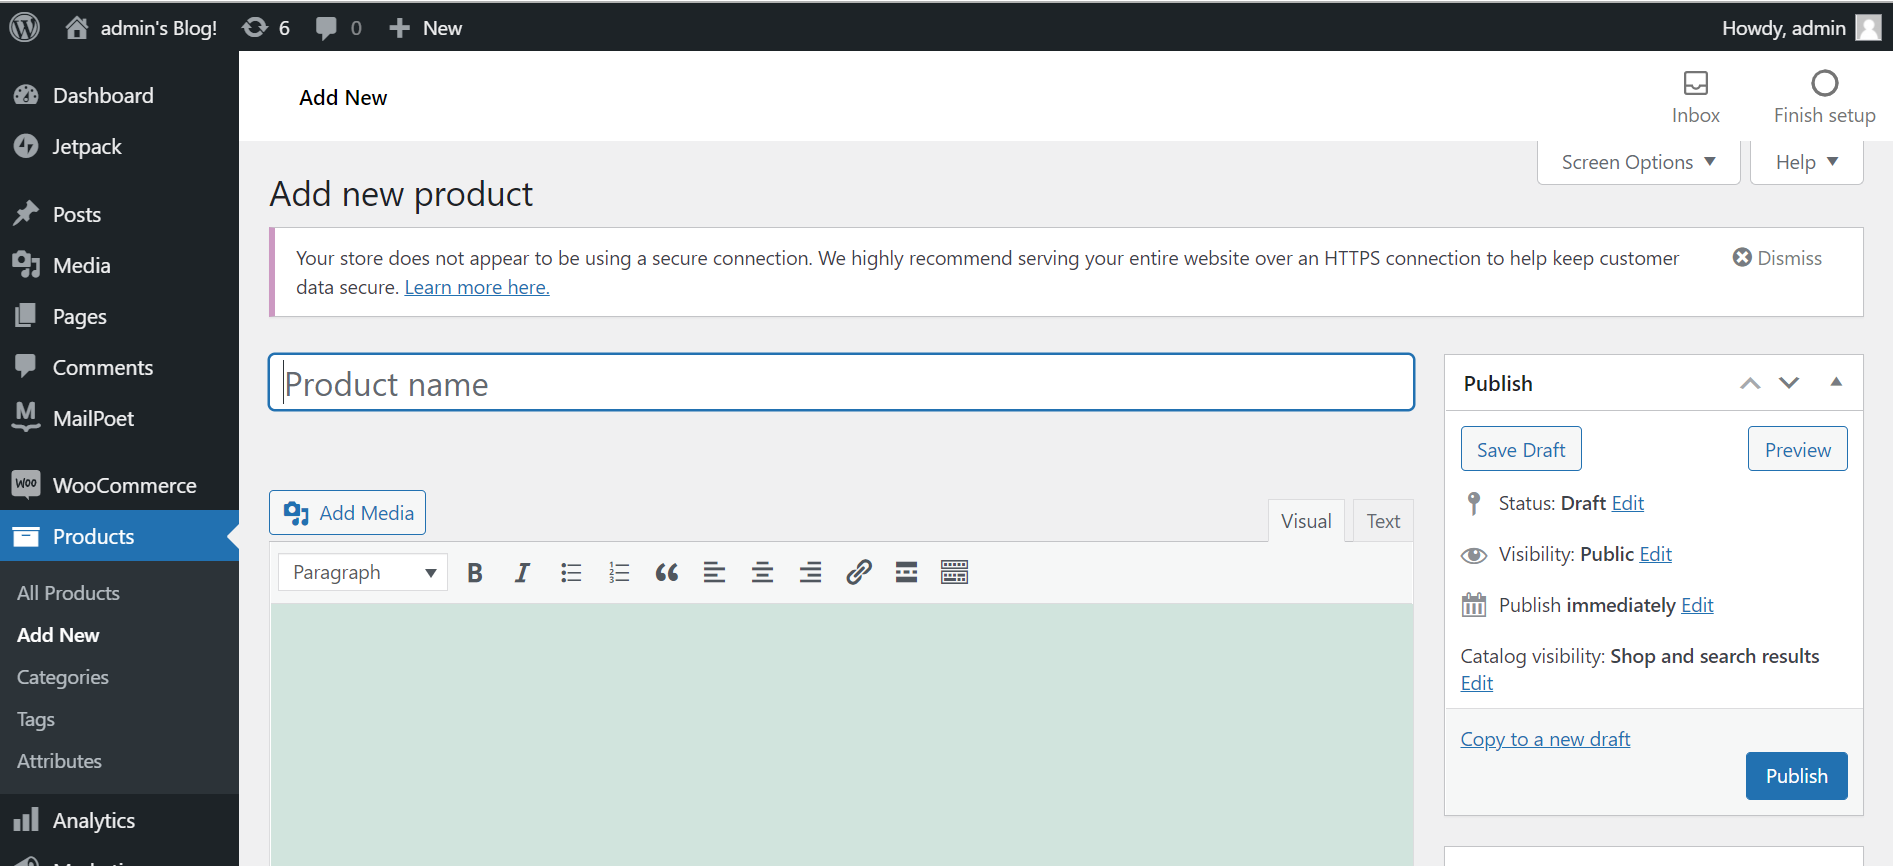 admin's Blog!
6
0
New
Howdy, admin
Dashboard
Jetpack
Posts
Media
Pages
Comments
MailPoet
WOO
WooCommerce
Products
All Products
Add New
Categories
Tags
Attributes
Analytics
Add New
Inbox
Finish setup
Screen Options
Help
Add new product
Your store does not appear to be using a secure connection. We highly recommend serving your entire website over an HTTPS connection to help keep customer
data secure. Learn more here.
Dismiss
Product name
Add Media
Visual
Text
Paragraph
B
I
Publish
Save Draft
Preview
Status: Draft Edit
Visibility: Public Edit
Publish immediately Edit
Catalog visibility: Shop and search results
Edit
Copy to a new draft
Publish